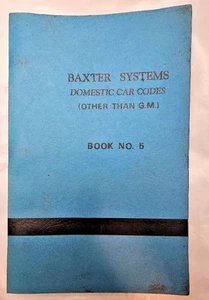 BAXTER SYSTEMS
DOMESTIC CAR CODES
(OTHER THAN G.M.)
BOOK NO. 5